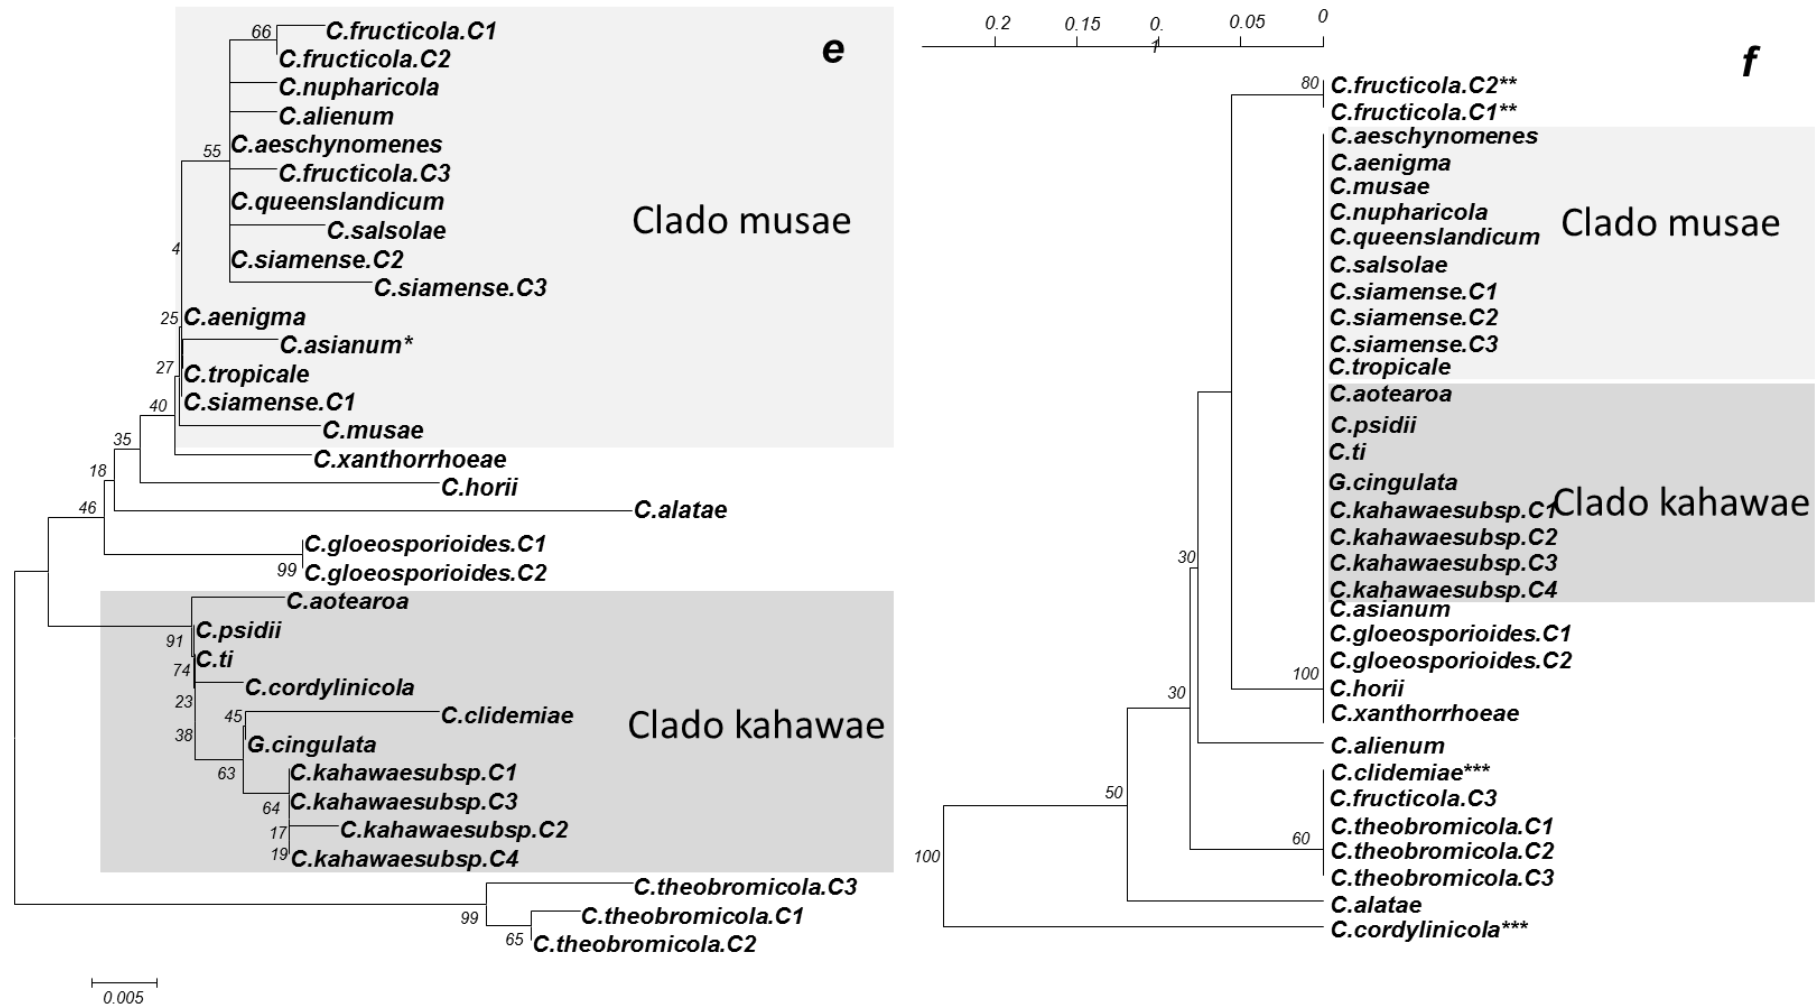 e
66
C.fructicola.C1
C.fructicola.C2
C.nupharicola
C.alienum
55
C.aeschynomenes
C.fructicola.C3
C.queenslandicum
Clado musae
C.salsolae
4
C.siamense.C2
C.siamense.C3
25
C.aenigma
C.asianum*
27
C.tropicale
40
C.siamense.C1
C.musae
35
C.xanthorrhoeae
18
C.horii
46
C.alatae
C.gloeosporioides.C1
99
C.gloeosporioides.C2
C.aotearoa
91
C.psidii
74
C.ti
23
C.cordylinicola
45
C.clidemiae
38
Clado kahawae
G.cingulata
63
C.kahawaesubsp.C1
64
C.kahawaesubsp.C3
17
C.kahawaesubsp.C2
19
C.kahawaesubsp.C4
C.theobromicola.C3
99
C.theobromicola.C1
65
C.theobromicola.C2
0.005
0.2 0.15 0.1 0.05 0
f
80
C.fructicola.C2**
C.fructicola.C1**
C.aeschynomenes
C.aenigma
C.musae
C.nupharicola
Clado musae
C.queenslandicum
C.salsolae
C.siamense.C1
C.siamense.C2
C.siamense.C3
C.tropicale
C.aotearoa
C.psidii
C.ti
G.cingulata
Clado kahawae
C.kahawaesubsp.C1
C.kahawaesubsp.C2
30
C.kahawaesubsp.C3
C.kahawaesubsp.C4
C.asianum
C.gloeosporioides.C1
C.gloeosporioides.C2
100
30
C.horii
C.xanthorrhoeae
C.alienum
C.clidemiae***
50
C.fructicola.C3
C.theobromicola.C1
60
C.theobromicola.C2
100
C.theobromicola.C3
C.alatae
C.cordylinicola***